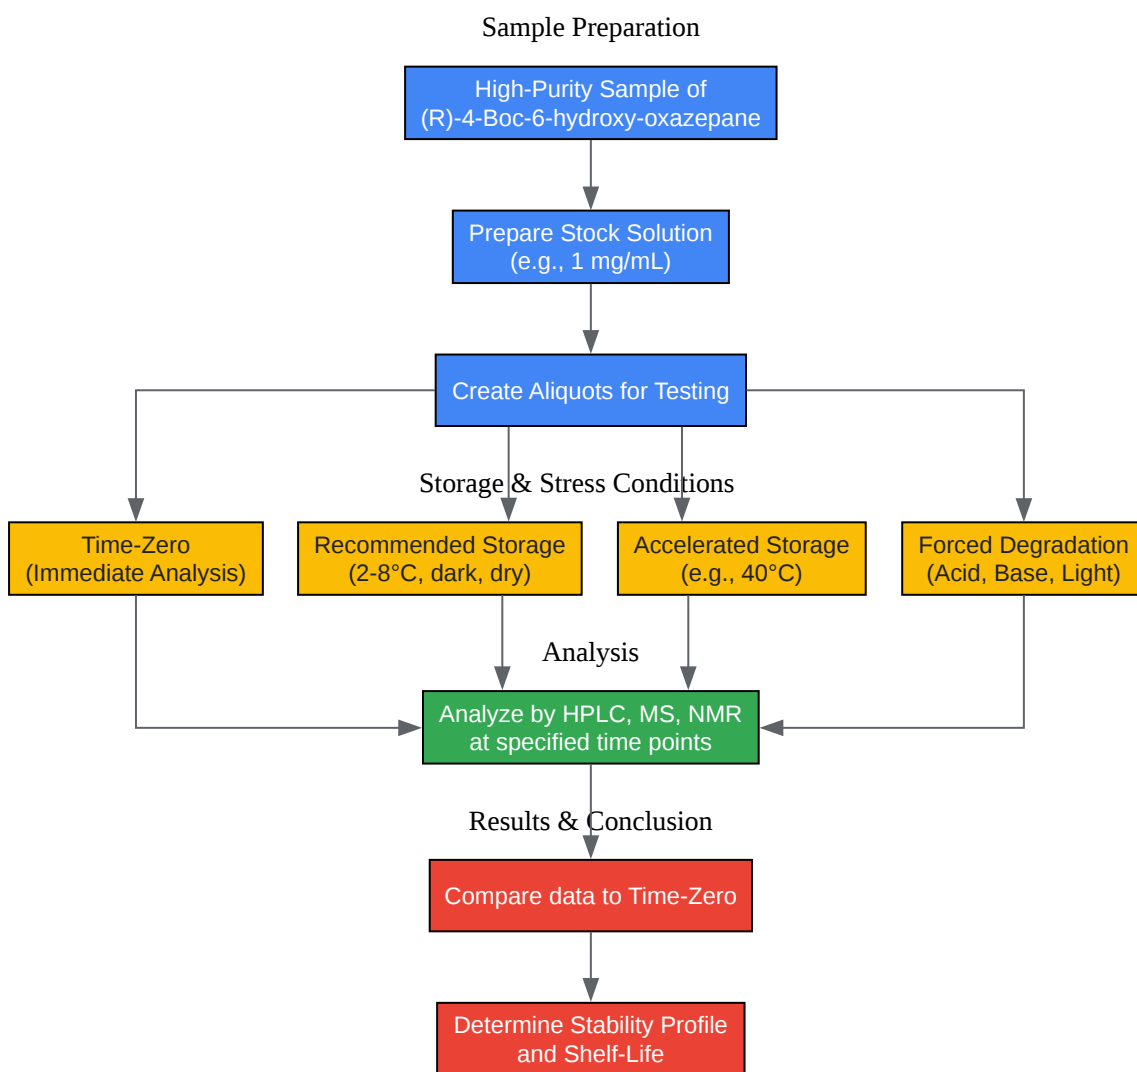 Sample Preparation
High-Purity Sample of
(R)-4-Boc-6-hydroxy-oxazepane
Prepare Stock Solution
(e.g., 1 mg/mL)
Create Aliquots for Testing
Storage & Stress Conditions
Time-Zero
(Immediate Analysis)
Recommended Storage
(2-8°C, dark, dry)
Accelerated Storage
(e.g., 40°C)
Forced Degradation
(Acid, Base, Light)
Analysis
Analyze by HPLC, MS, NMR
at specified time points
Results & Conclusion
Compare data to Time-Zero
Determine Stability Profile
and Shelf-Life